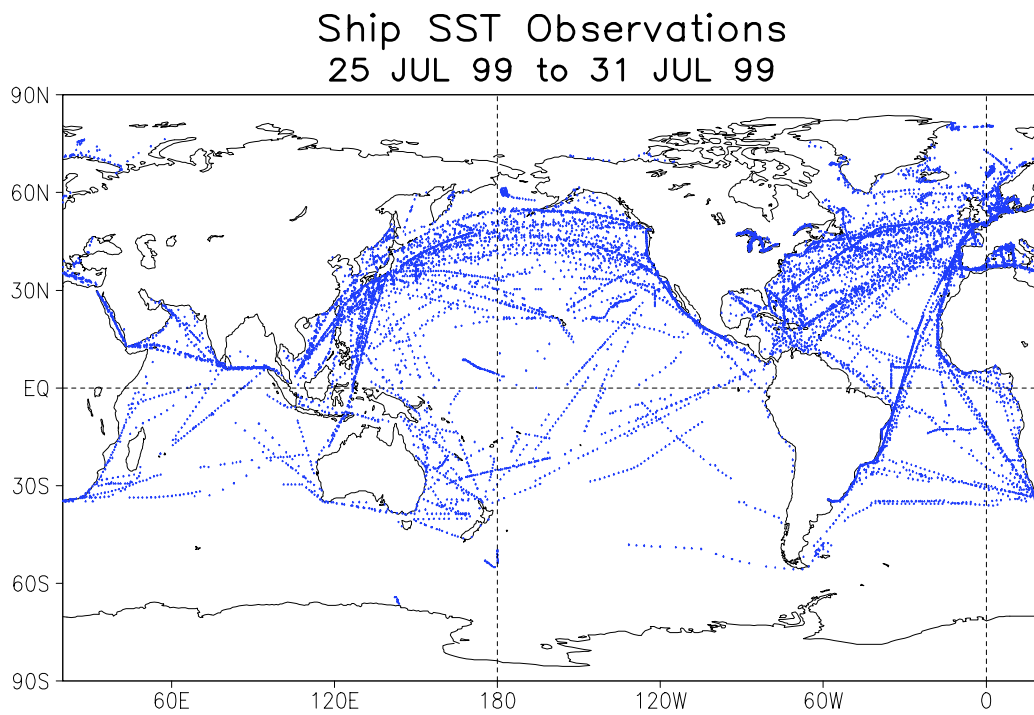 Ship SST Observations
25 JUL 99 to 31 JUL 99
90N
60N
30N
EQ
30S
60S
90S
60E 120E 180 120W 60W 0